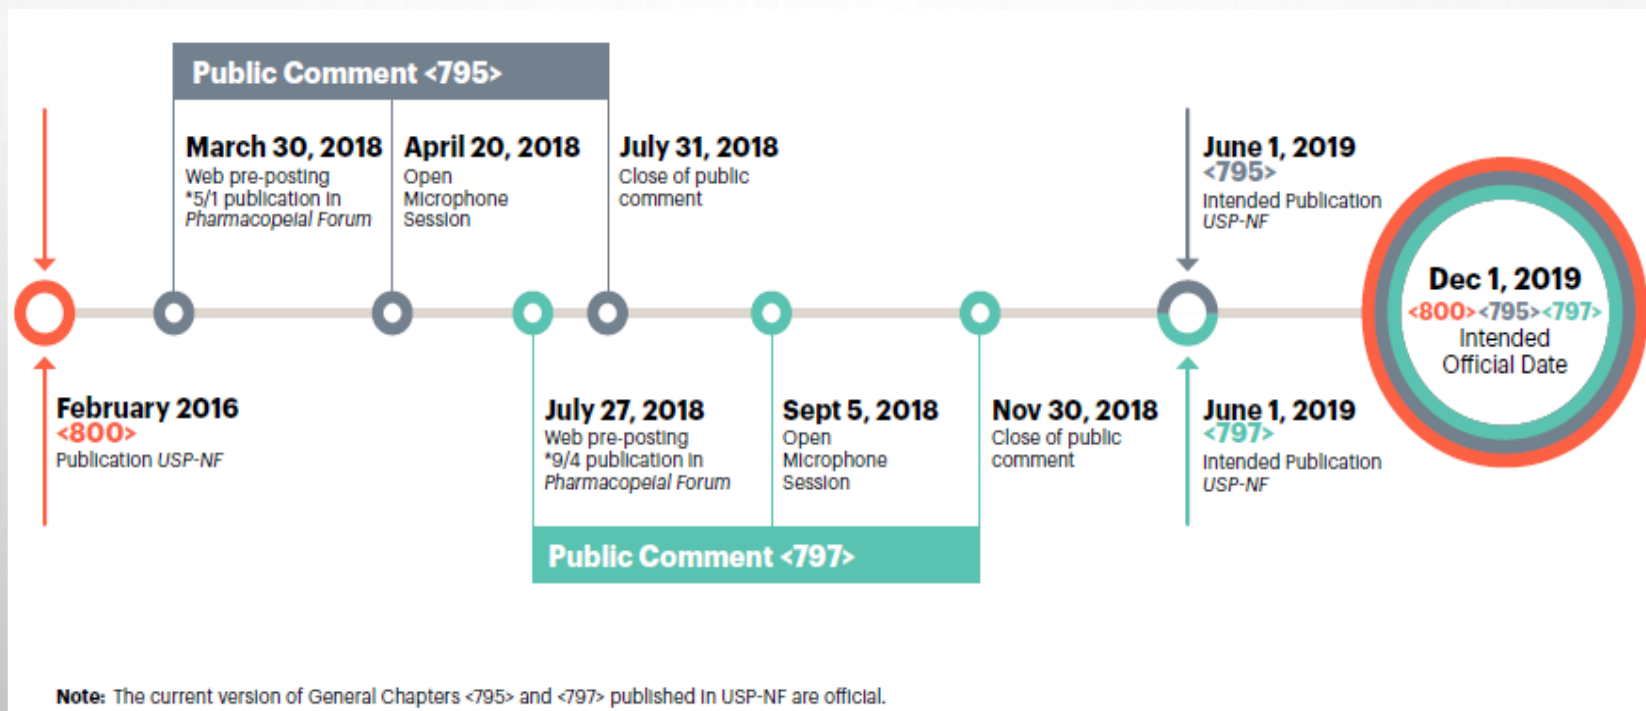 Public Comment <795>
March 30, 2018
Web pre-posting
*5/1 publication in
Pharmacopeial Forum
April 20, 2018
Open
Microphone
Session
July 31, 2018
Close of public
comment
June 1, 2019
<795>
Intended Publication
USP-NF
Dec 1, 2019
<800><795><797>
Intended
Official Date
February 2016
<800>
Publication USP-NF
July 27, 2018
Web pre-posting
*9/4 publication in
Pharmacopeial Forum
Sept 5, 2018
Open
Microphone
Session
Nov 30, 2018
Close of public
comment
June 1, 2019
<797>
Intended Publication
USP-NF
Public Comment <797>
Note: The current version of General Chapters <795> and <797> published in USP-NF are official.